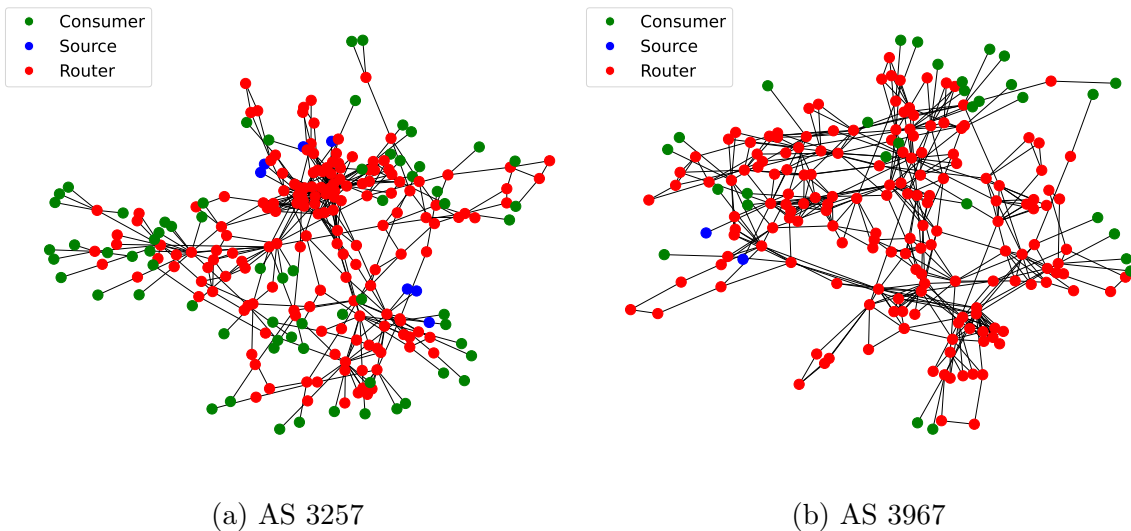 Consumer
Source
Router
Consumer
Source
Router
(a) AS 3257
(b) AS 3967